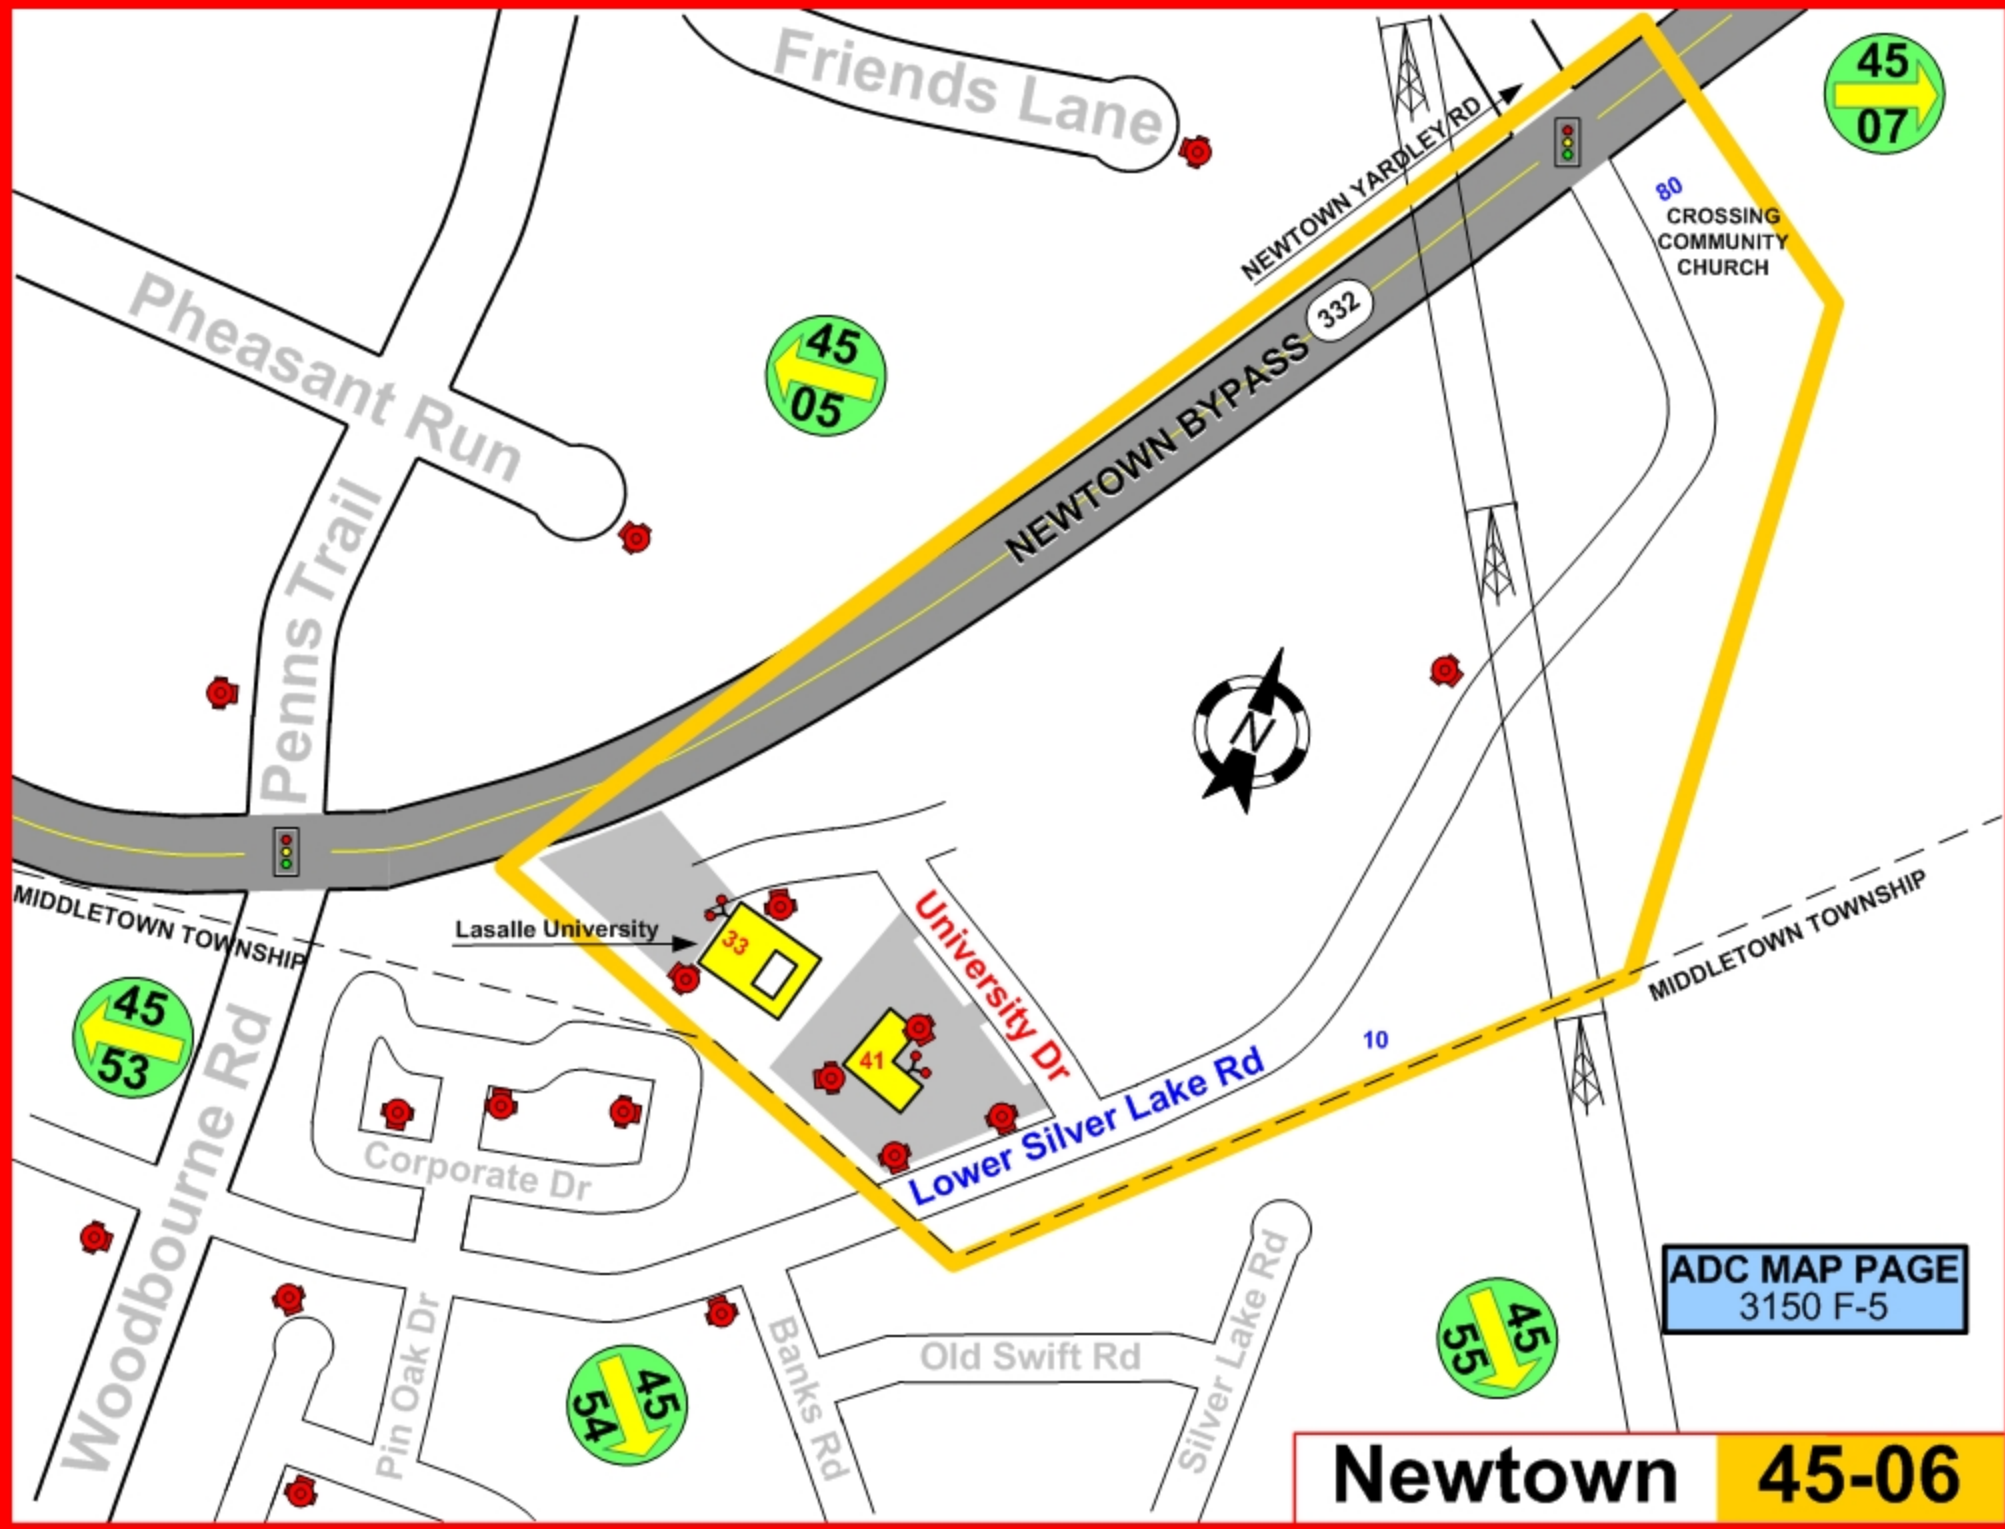 Friends Lane
45
07
NEWTOWN YARDLEY RD
80
CROSSING
COMMUNITY
CHURCH
Pheasant Run
45
05
332
NEWTOWN BYPASS
Penns Trail
N
MIDDLETOWN TOWNSHIP
Lasalle University
33
University Dr
MIDDLETOWN TOWNSHIP
45
53
41
10
Lower Silver Lake Rd
Corporate Dr
Woodbourne Rd
Pin Oak Dr
Banks Rd
Old Swift Rd
Silver Lake Rd
45
54
45
55
ADC MAP PAGE
3150 F-5
Newtown 45-06